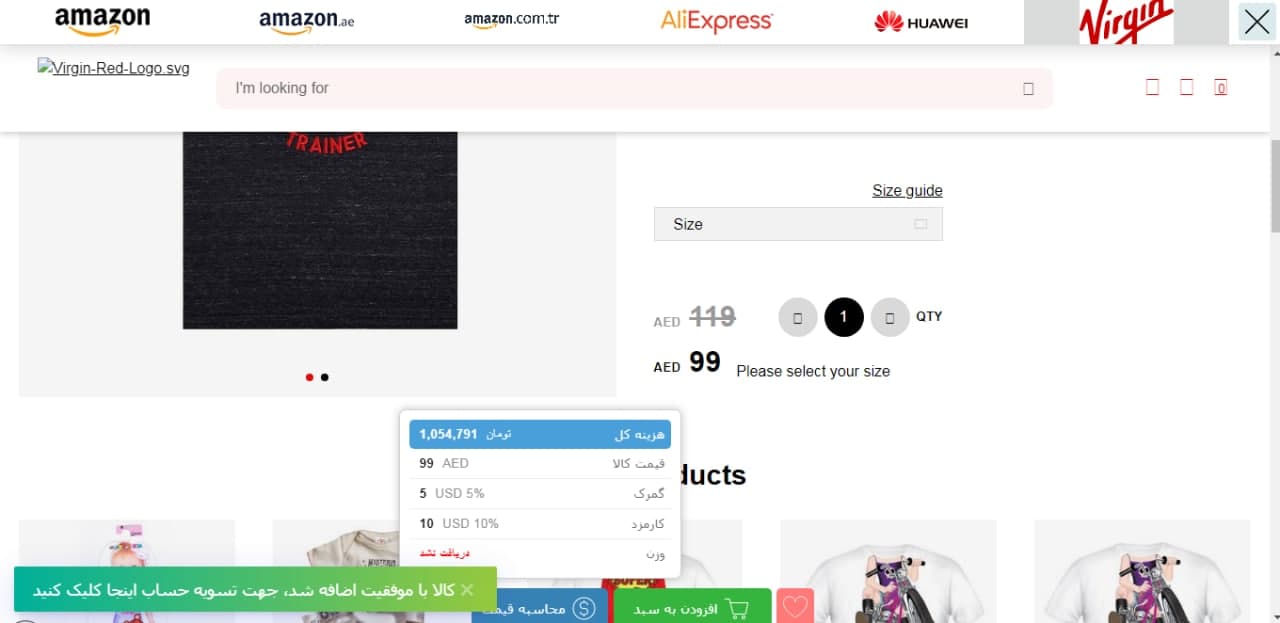 amazon
amazon.ae
amazon.com.tr
AliExpress
HUAWEI
Virgin
Virgin-Red-Logo.svg
I'm looking for
0
TRAINER
Size guide
Size
AED 119
1
QTY
AED 99
Please select your size
هزینه کل
1,054,791 تومان
قیمت کالا
99 AED
گمرک
5 USD 5%
کارمزد
10 USD 10%
وزن
دریافت نشد
ducts
SUPER
کالا با موفقیت اضافه شد، جهت تسویه حساب اینجا کلیک کنید ×
محاسبه قیمت
افزودن به سبد